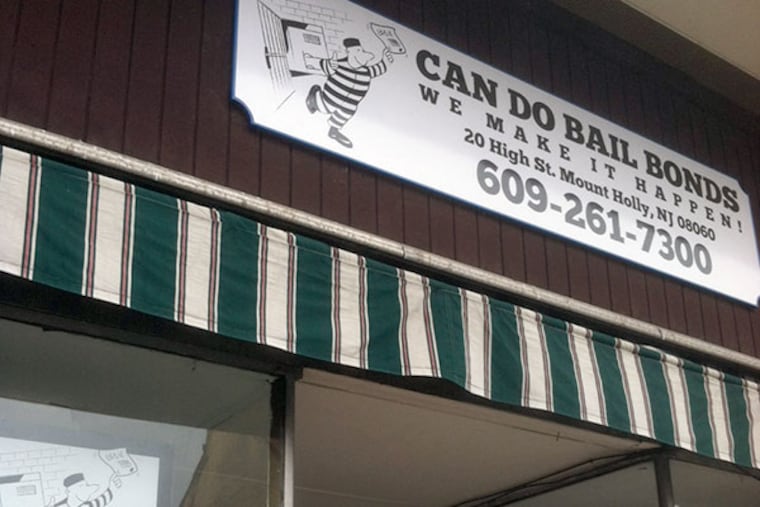 CAN DO BAIL BONDS
WE MAKE IT HAPPEN!
20 High St. Mount Holly, NJ 08060
609-261-7300